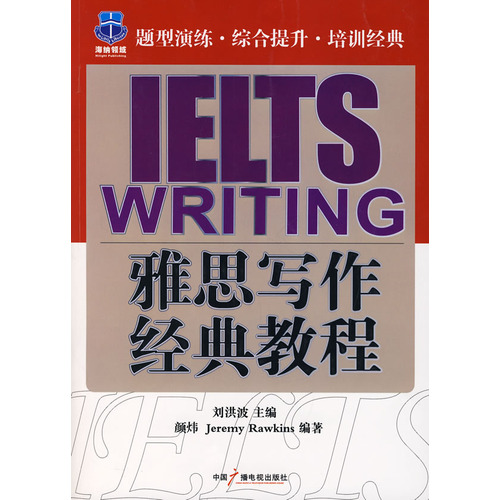 题型演练·综合提升·培训经典
海纳领域
IELTS
WRITING
雅思写作
经典教程
刘洪波 主编
颜炜 Jeremy Rawkins 编著
中国广播电视出版社
IELTS